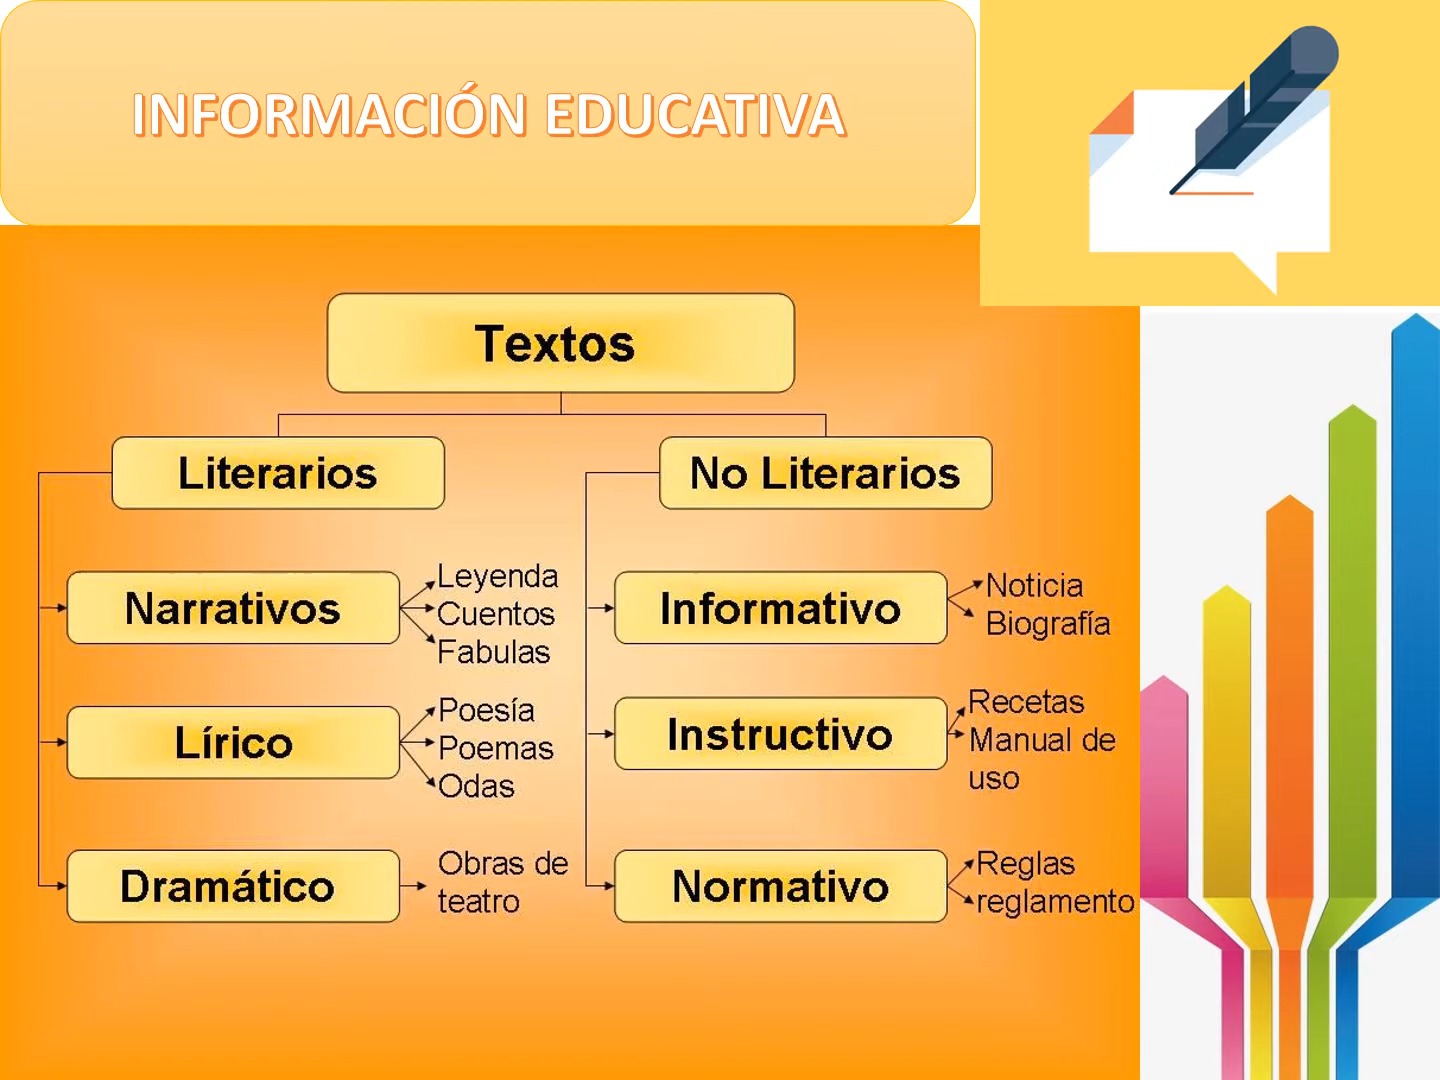 INFORMACIÓN EDUCATIVA
Textos
Literarios
No Literarios
Narrativos
Leyenda
Cuentos
Fabulas
Informativo
Noticia
Biografía
Lírico
Poesía
Poemas
Odas
Instructivo
Recetas
Manual de
uso
Dramático
Obras de
teatro
Normativo
Reglas
reglamento